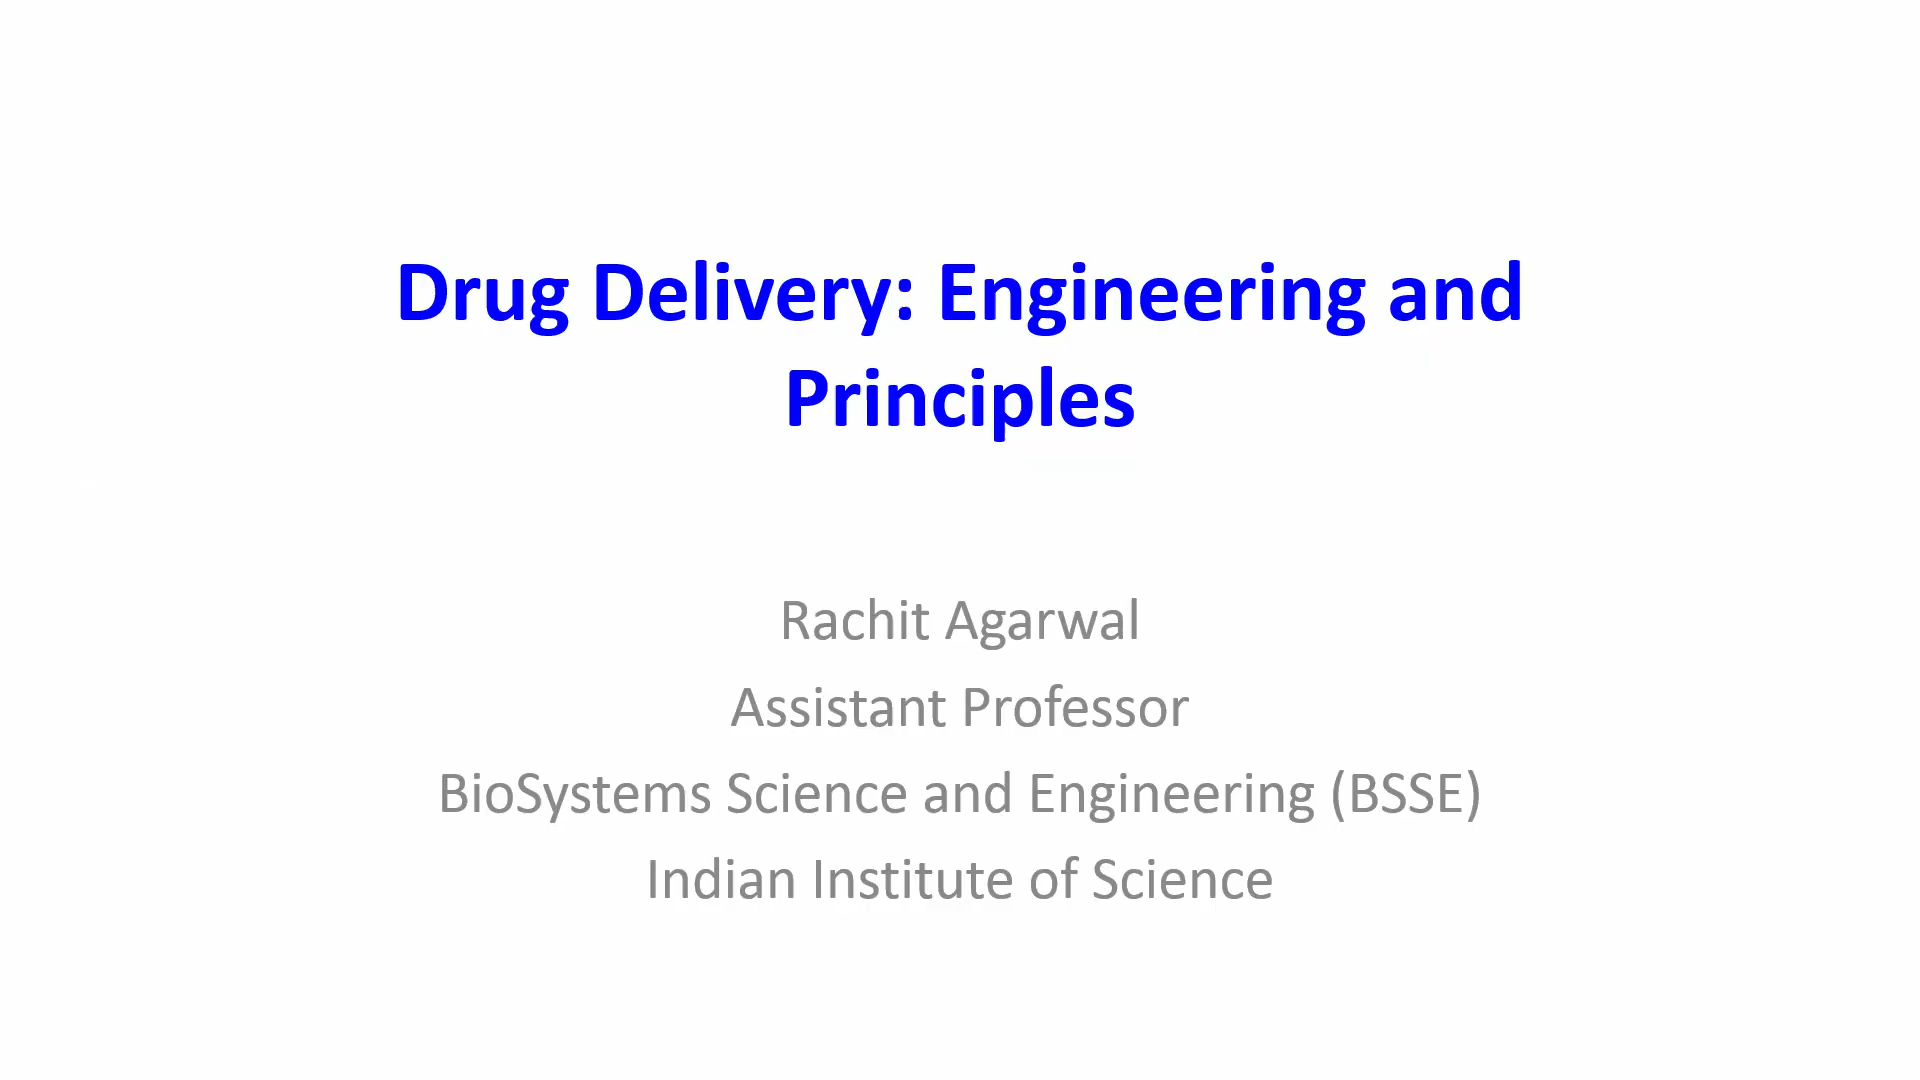 Drug Delivery: Engineering and
Principles
Rachit Agarwal
Assistant Professor
BioSystems Science and Engineering (BSSE)
Indian Institute of Science